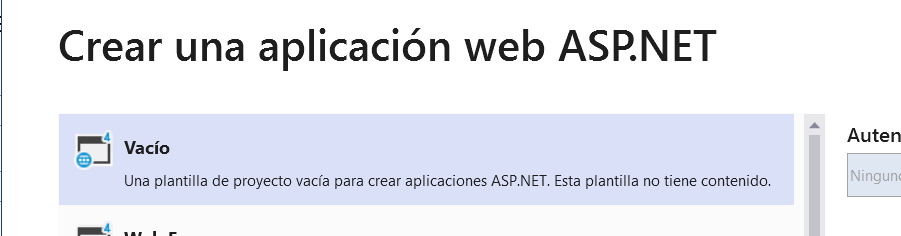 Crear una aplicación web ASP.NET
Vacío
Una plantilla de proyecto vacía para crear aplicaciones ASP.NET. Esta plantilla no tiene contenido.